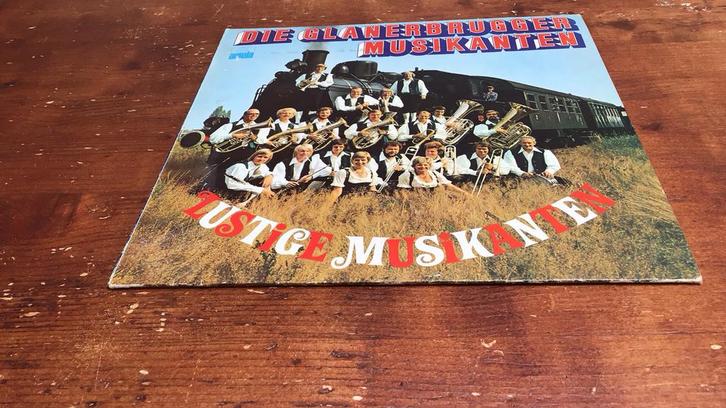 DIE GLANERBRUGGER
MUSIKANTEN
LUSTIGE MUSIKANTEN